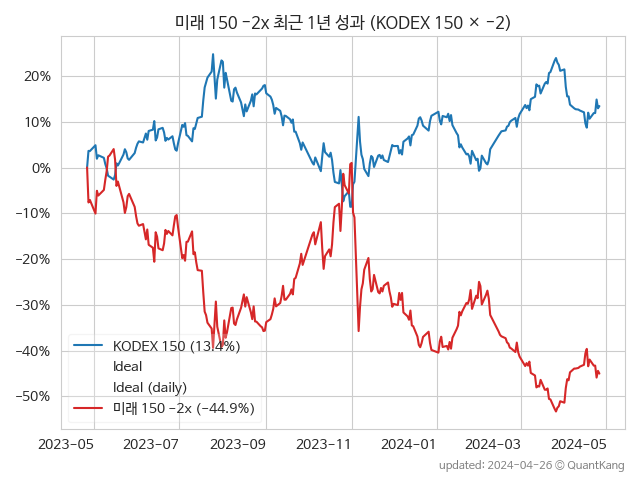 미래 150 −2x 최근 1년 성과 (KODEX 150 × −2)
20%
10%
0%
−10%
−20%
−30%
−40%
−50%
KODEX 150 (13.4%)
Ideal
Ideal (daily)
미래 150 −2x (−44.9%)
2023-05 2023-07 2023-09 2023-11 2024-01 2024-03 2024-05
updated: 2024-04-26 © QuantKang